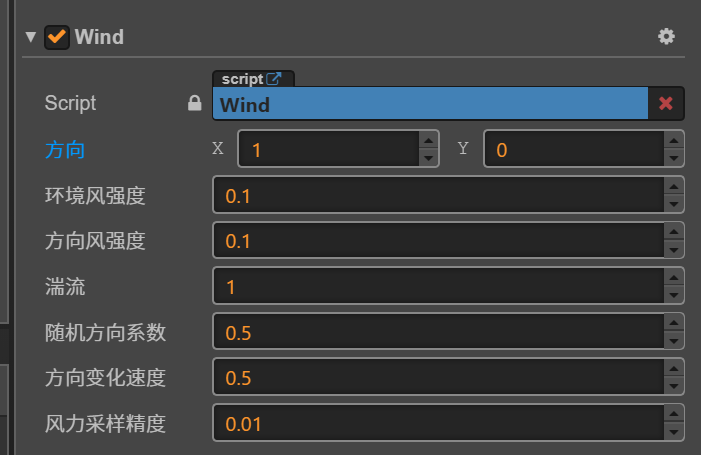 Wind
script
Script Wind
方向 X 1 Y 0
环境风强度 0.1
方向风强度 0.1
湍流 1
随机方向系数 0.5
方向变化速度 0.5
风力采样精度 0.01